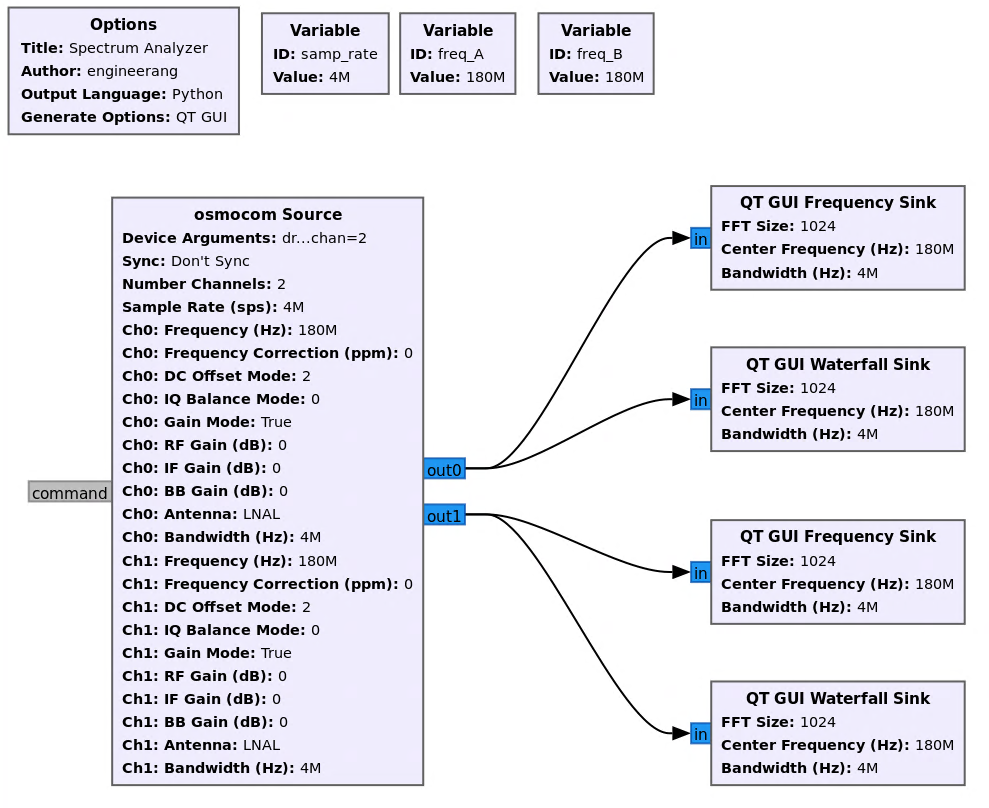 Options
Title: Spectrum Analyzer
Author: engineerang
Output Language: Python
Generate Options: QT GUI
Variable
ID: samp_rate
Value: 4M
Variable
ID: freq_A
Value: 180M
Variable
ID: freq_B
Value: 180M
command
osmocom Source
Device Arguments: dr...chan=2
Sync: Don't Sync
Number Channels: 2
Sample Rate (sps): 4M
Ch0: Frequency (Hz): 180M
Ch0: Frequency Correction (ppm): 0
Ch0: DC Offset Mode: 2
Ch0: IQ Balance Mode: 0
Ch0: Gain Mode: True
Ch0: RF Gain (dB): 0
Ch0: IF Gain (dB): 0
Ch0: BB Gain (dB): 0
Ch0: Antenna: LNAL
Ch0: Bandwidth (Hz): 4M
Ch1: Frequency (Hz): 180M
Ch1: Frequency Correction (ppm): 0
Ch1: DC Offset Mode: 2
Ch1: IQ Balance Mode: 0
Ch1: Gain Mode: True
Ch1: RF Gain (dB): 0
Ch1: IF Gain (dB): 0
Ch1: BB Gain (dB): 0
Ch1: Antenna: LNAL
Ch1: Bandwidth (Hz): 4M
out0
out1
in
QT GUI Frequency Sink
FFT Size: 1024
Center Frequency (Hz): 180M
Bandwidth (Hz): 4M
in
QT GUI Waterfall Sink
FFT Size: 1024
Center Frequency (Hz): 180M
Bandwidth (Hz): 4M
in
QT GUI Frequency Sink
FFT Size: 1024
Center Frequency (Hz): 180M
Bandwidth (Hz): 4M
in
QT GUI Waterfall Sink
FFT Size: 1024
Center Frequency (Hz): 180M
Bandwidth (Hz): 4M